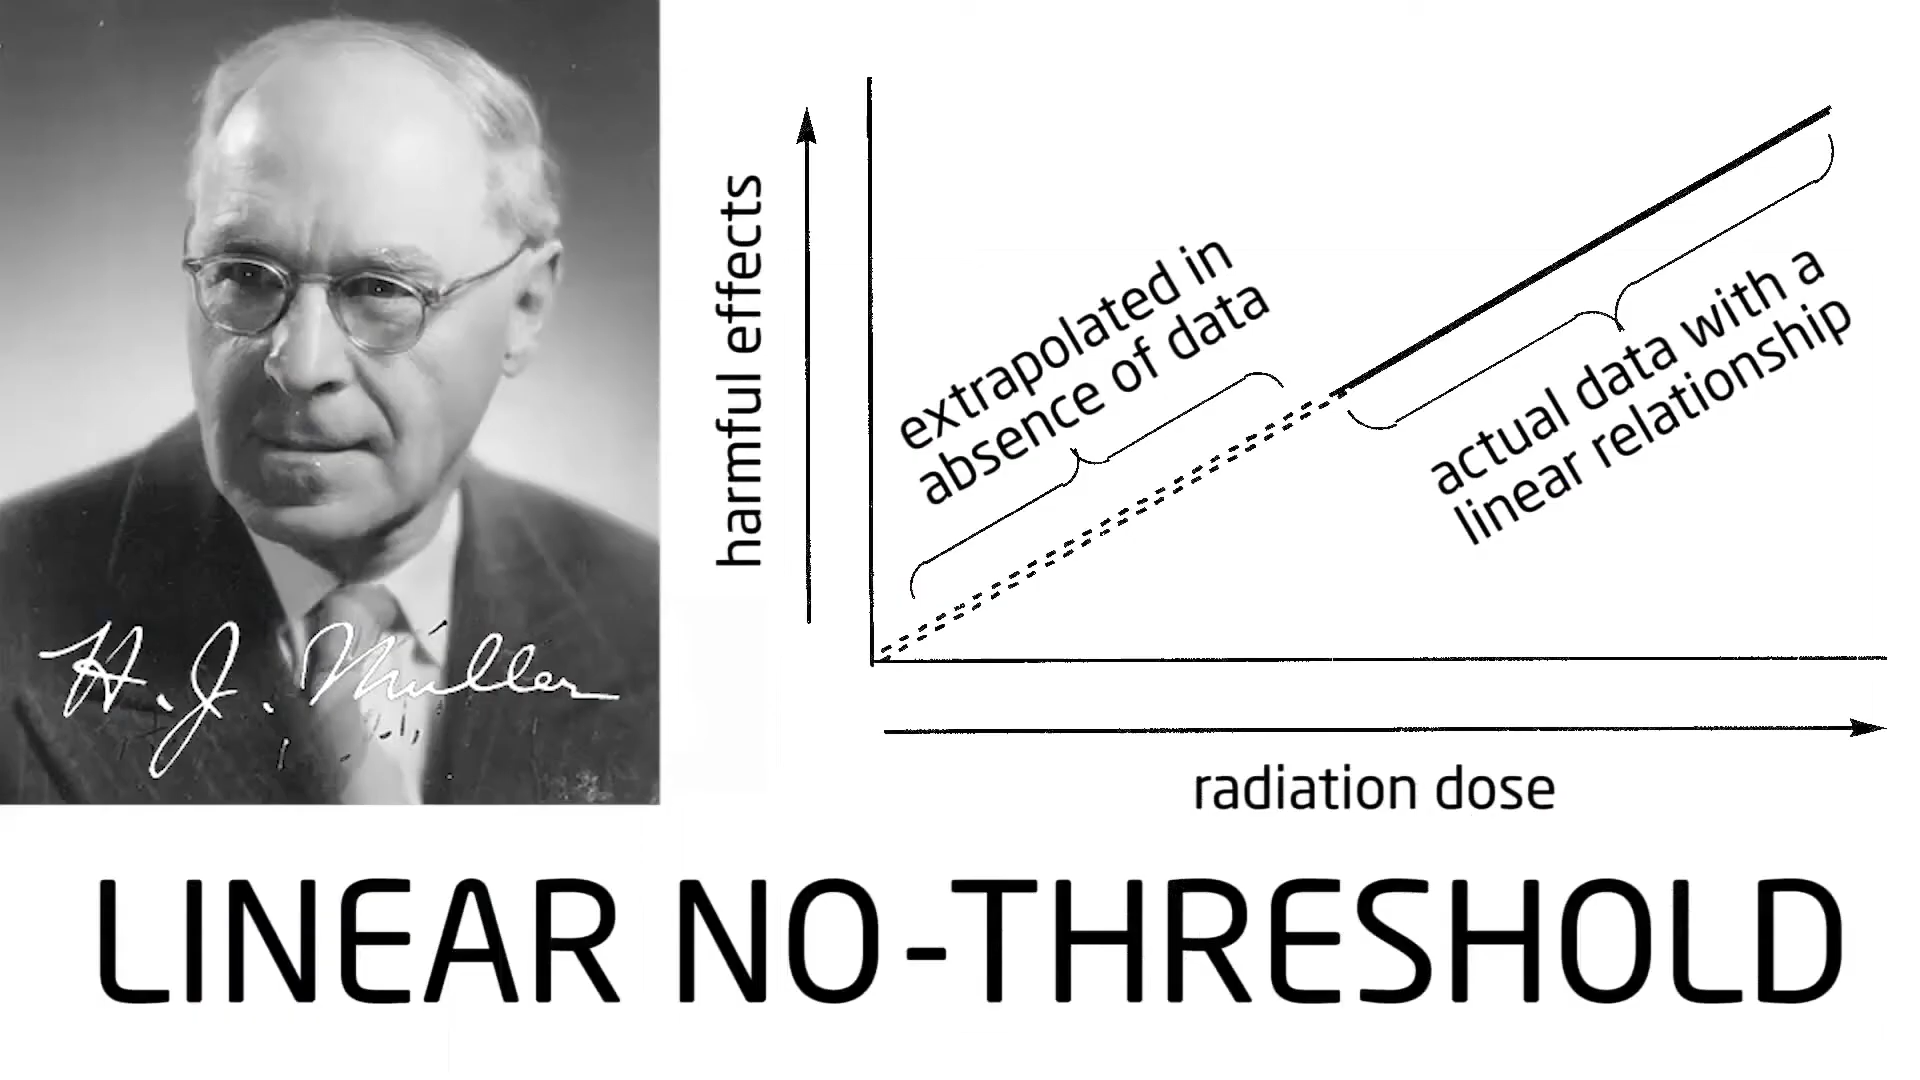 H. J. Muller
harmful effects
extrapolated in
absence of data
actual data with a
linear relationship
radiation dose
LINEAR NO-THRESHOLD